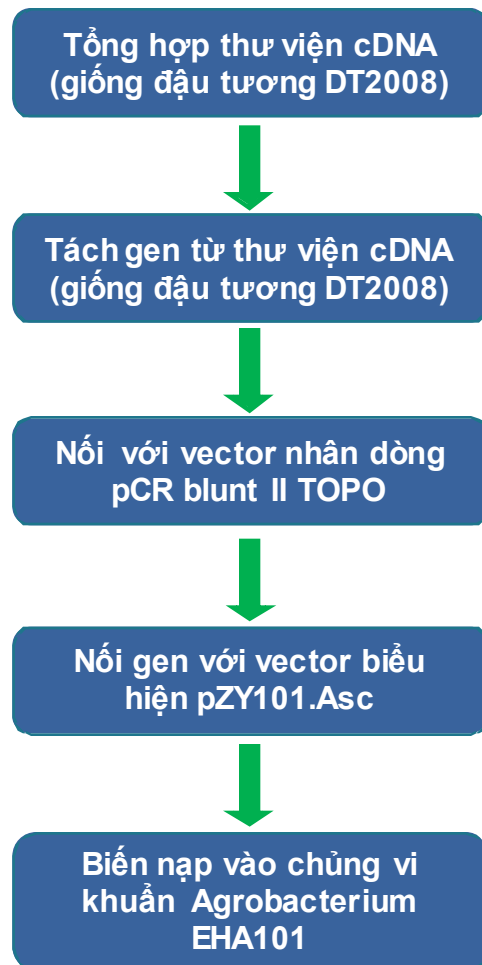 Tổng hợp thư viện cDNA
(giống đậu tương DT2008)
Tách gen từ thư viện cDNA
(giống đậu tương DT2008)
Nối với vector nhân dòng
pCR blunt II TOPO
Nối gen với vector biểu
hiện pZY101.Asc
Biến nạp vào chủng vi
khuẩn Agrobacterium
EHA101